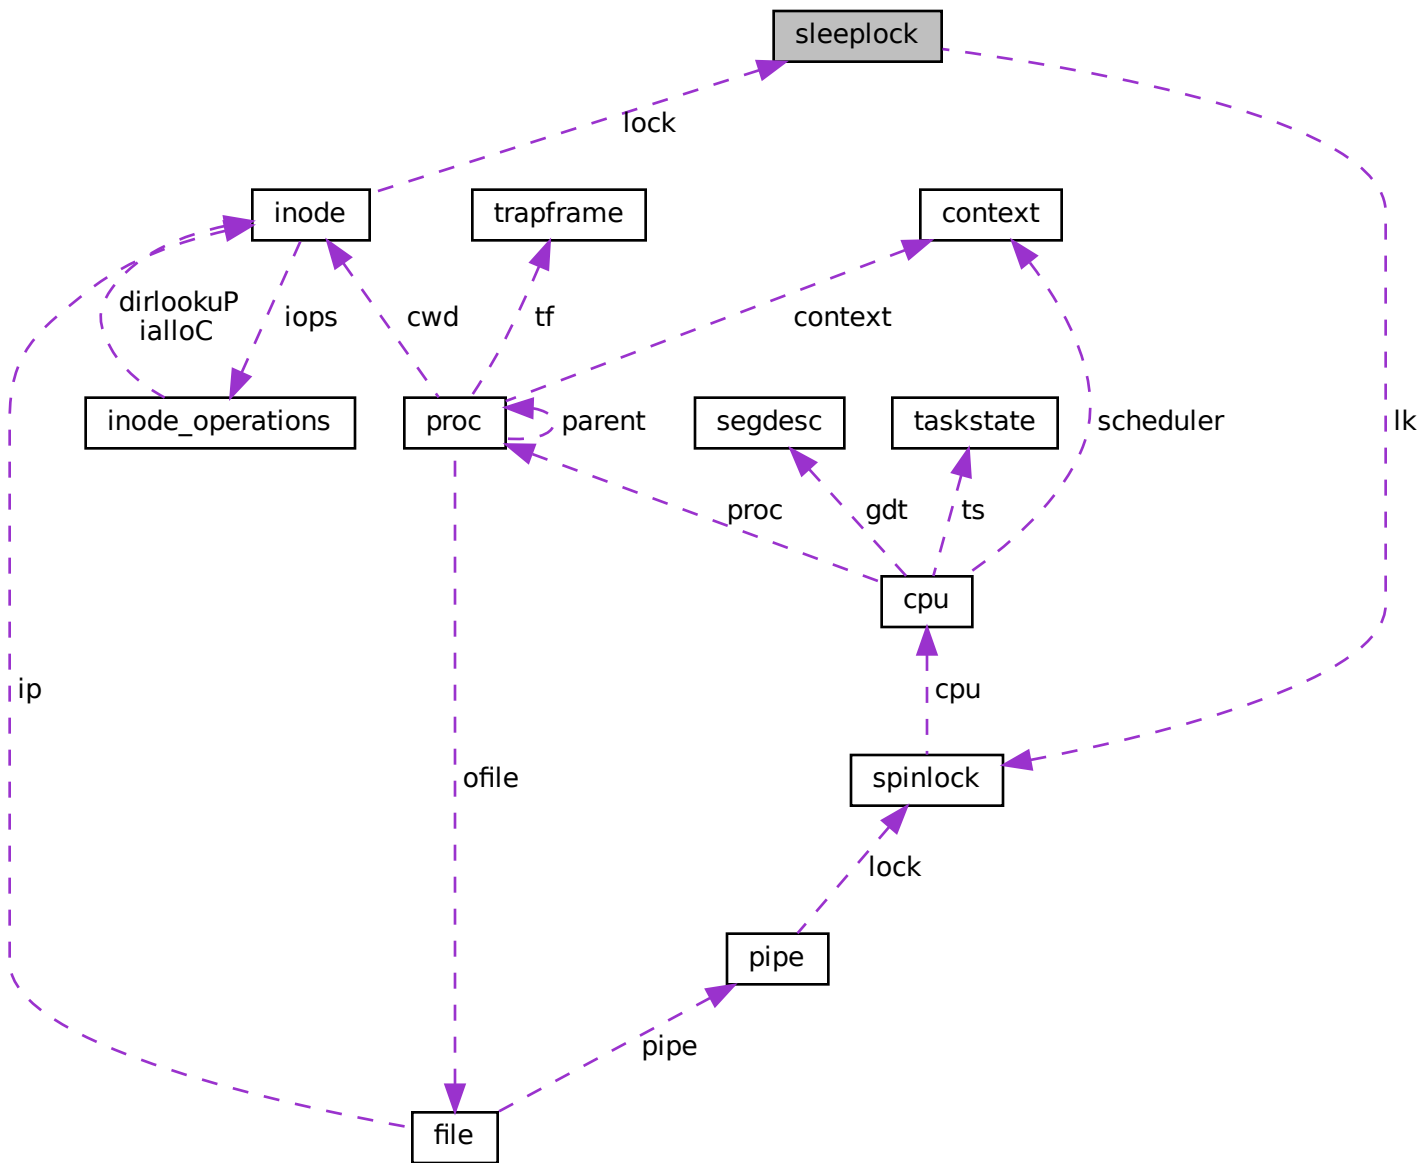 sleeplock
lock
inode
trapframe
context
dirlookuP
ialloC
iops
cwd
tf
context
inode_operations
proc
parent
segdesc
taskstate
scheduler
lk
proc
gdt
ts
cpu
ip
cpu
ofile
spinlock
lock
pipe
pipe
file